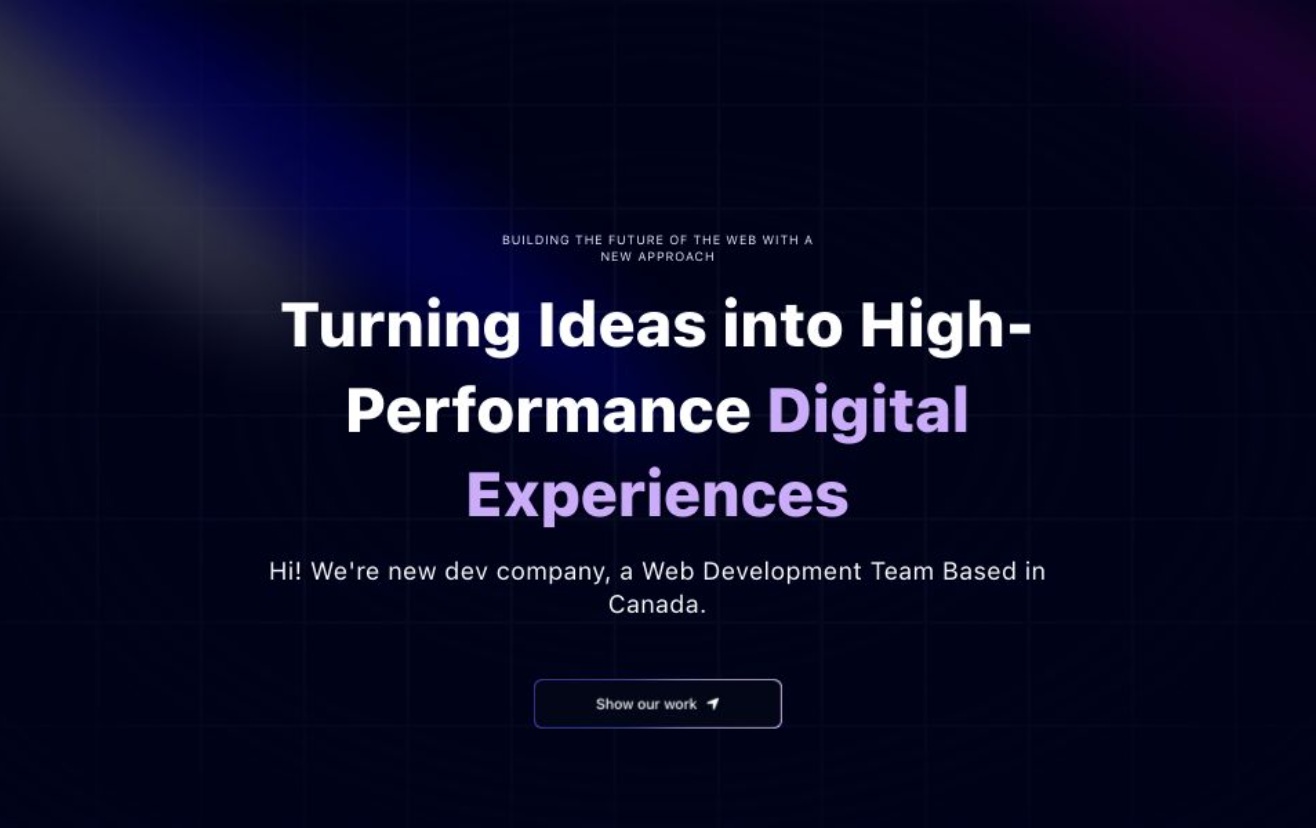 BUILDING THE FUTURE OF THE WEB WITH A
NEW APPROACH
Turning Ideas into High-
Performance Digital
Experiences
Hi! We're new dev company, a Web Development Team Based in
Canada.
Show our work